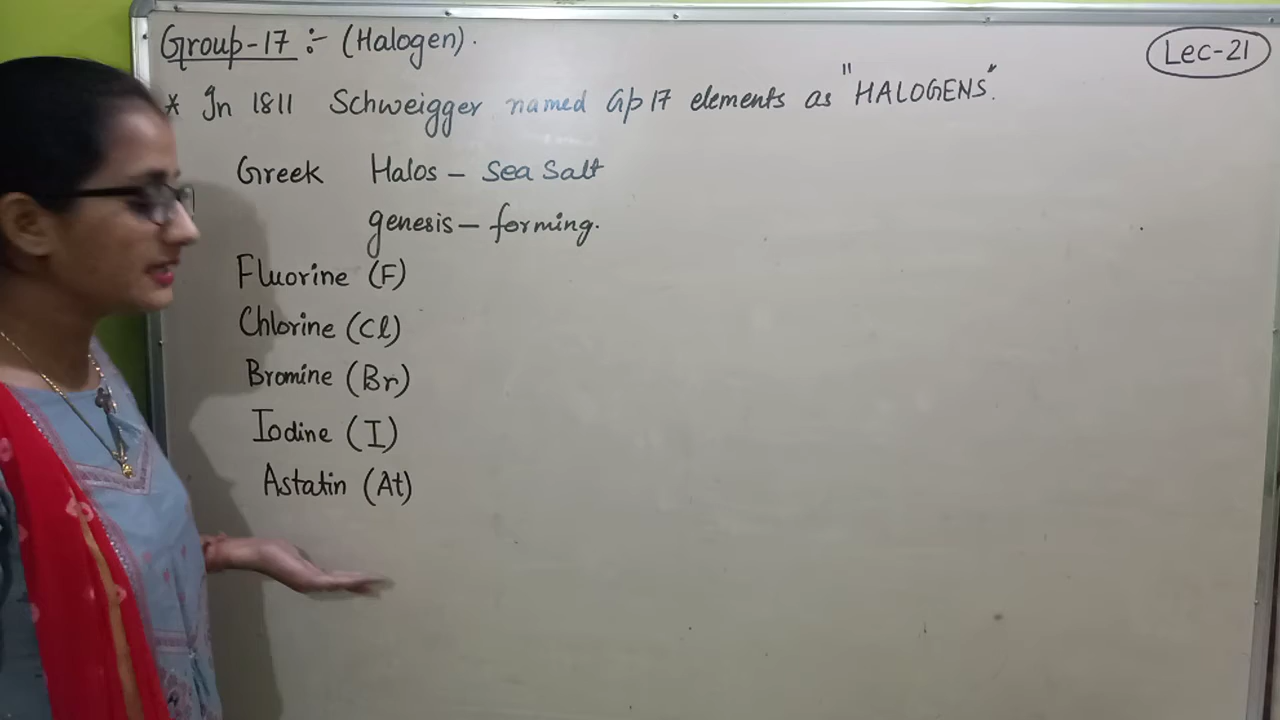 Group-17 :- (Halogen).
Lec-21
* In 1811 Schweigger named Gp 17 elements as "HALOGENS".
Greek Halos – Sea Salt
genesis – forming.
Fluorine (F)
Chlorine (Cl)
Bromine (Br)
Iodine (I)
Astatin (At)